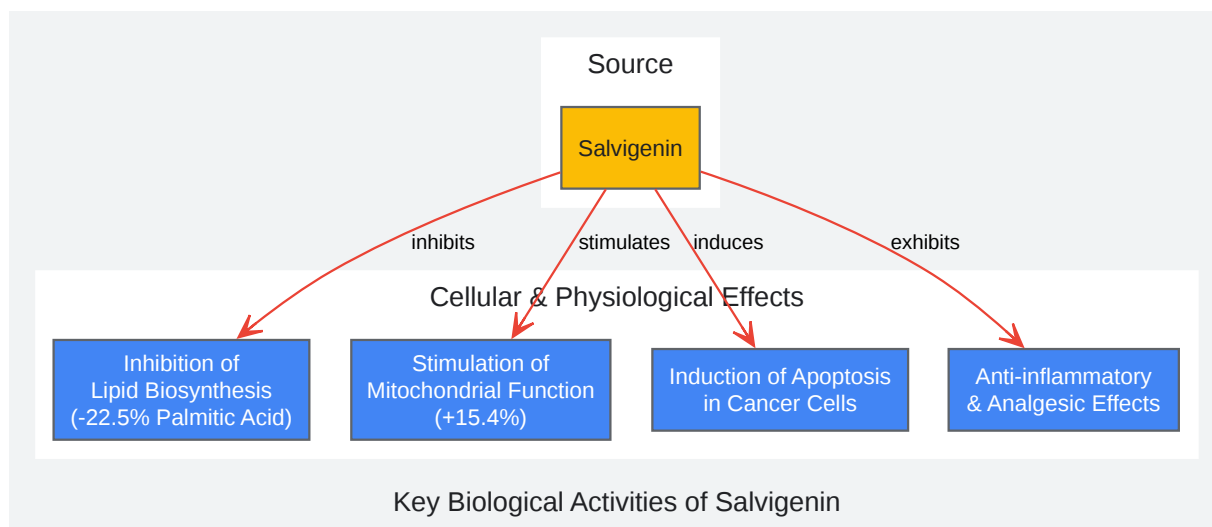 Source
Salvigenin
inhibits
stimulates
induces
exhibits
Cellular & Physiological Effects
Inhibition of
Lipid Biosynthesis
(-22.5% Palmitic Acid)
Stimulation of
Mitochondrial Function
(+15.4%)
Induction of Apoptosis
in Cancer Cells
Anti-inflammatory
& Analgesic Effects
Key Biological Activities of Salvigenin